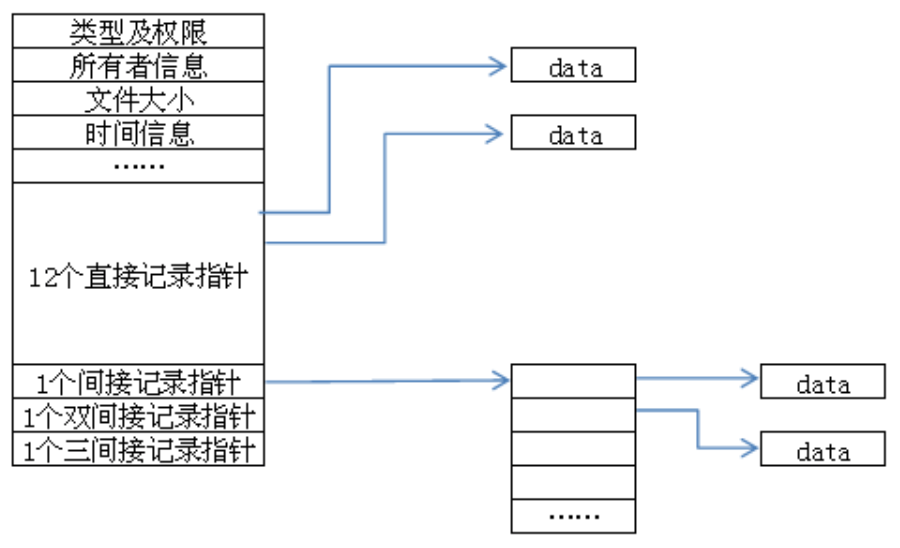 类型及权限
所有者信息
文件大小
时间信息
……
12个直接记录指针
1个间接记录指针
1个双间接记录指针
1个三间接记录指针
data
data
data
data
……